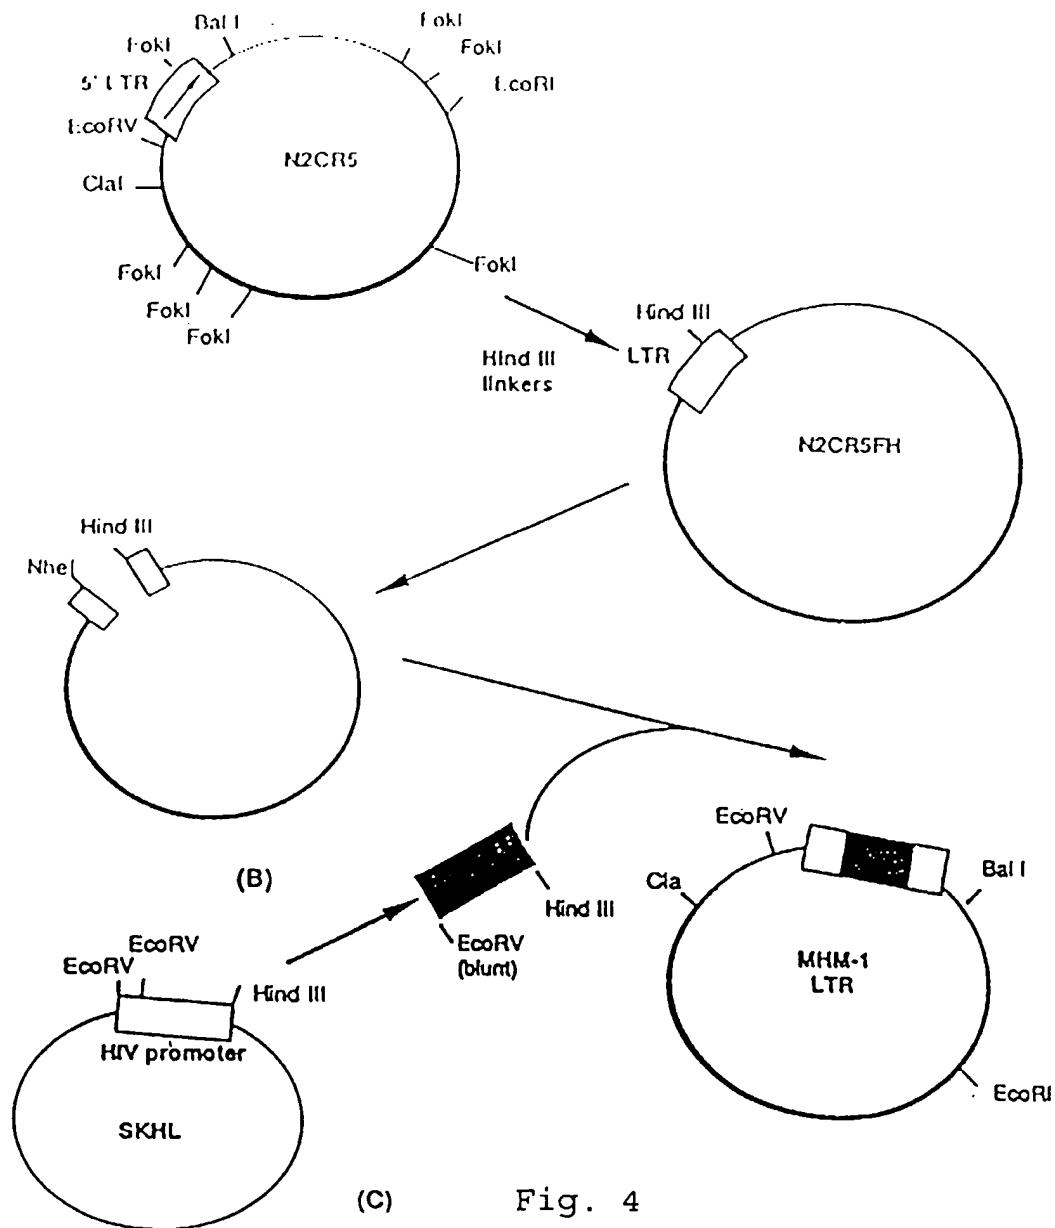 Bal I
FokI
5' LTR
EcoRV
ClaI
FokI
FokI
EcoRI
N2CR5
FokI
FokI
FokI
FokI
Hind III
linkers
Hind III
LTR
N2CR5FH
Hind III
NheI
(B)
EcoRV
(blunt)
Hind III
EcoRV
Cla
Bal I
MHM-1
LTR
EcoRI
EcoRV
EcoRV
Hind III
HIV promoter
SKHL
(C)
Fig. 4